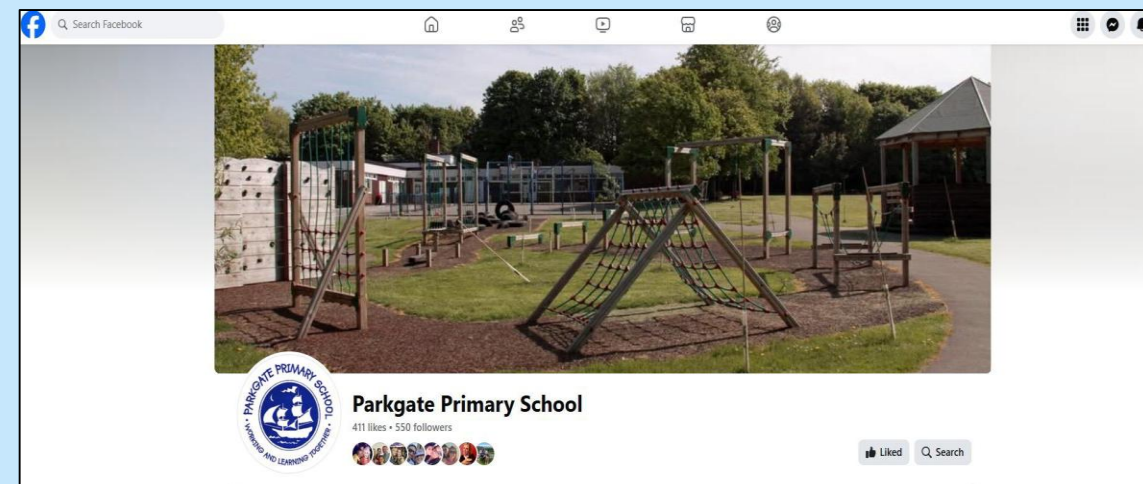 Search Facebook
PARKGATE PRIMARY SCHOOL
WORKING AND LEARNING TOGETHER
Parkgate Primary School
411 likes • 550 followers
Liked Search